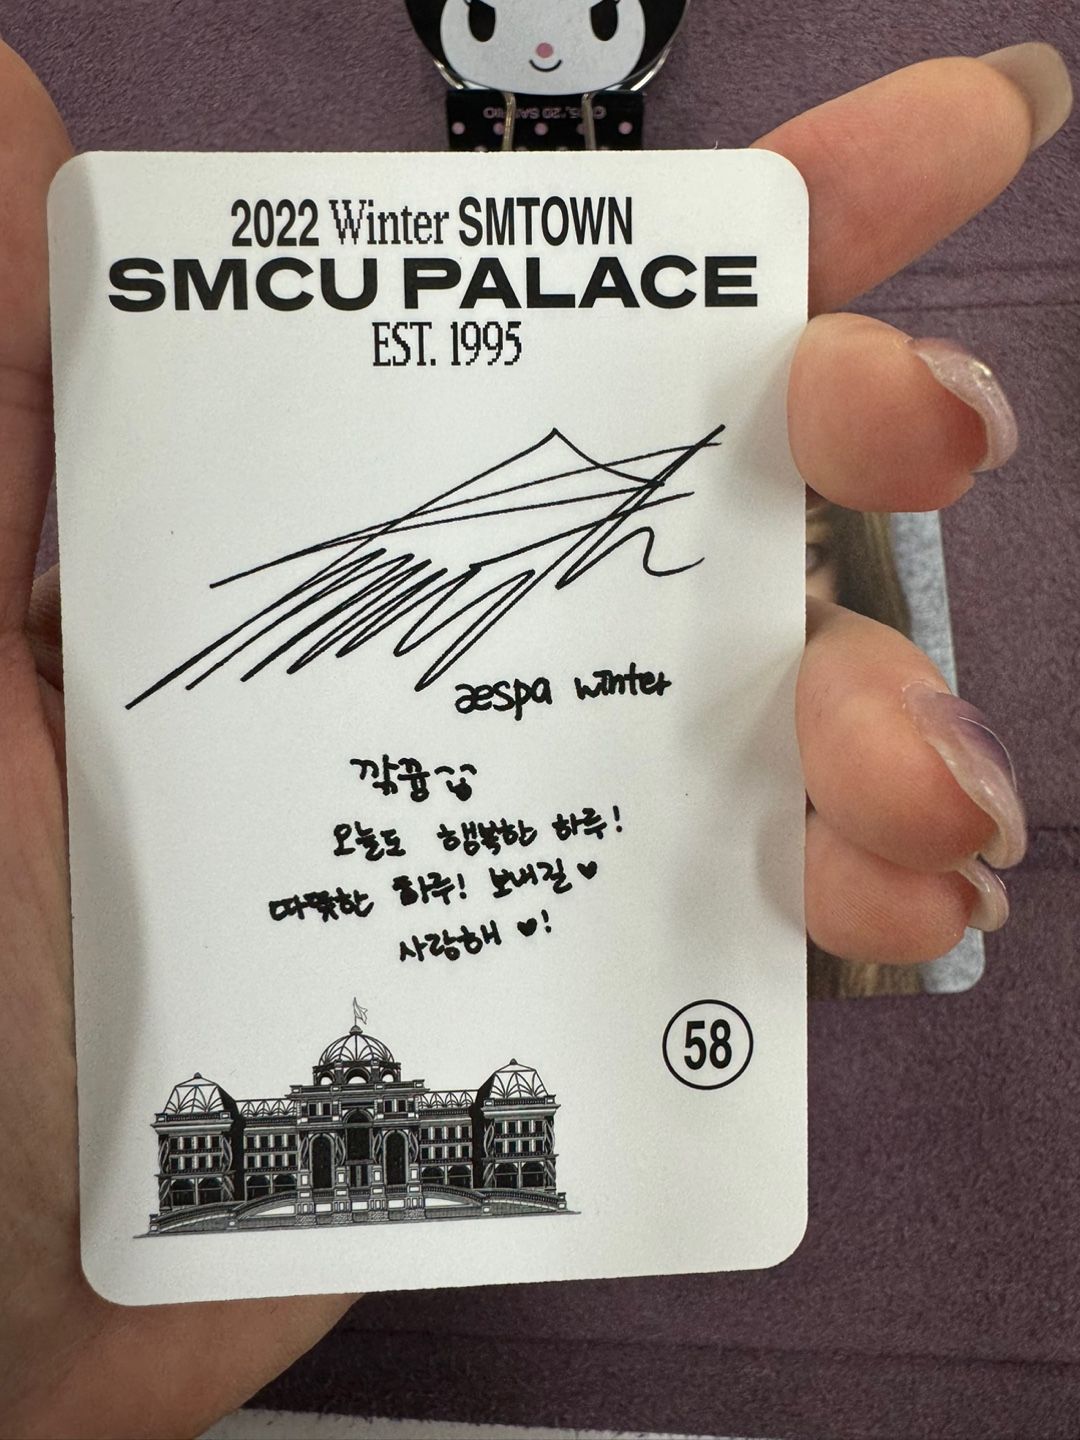 2022 Winter SMTOWN
SMCU PALACE
EST. 1995
aespa winter
오늘도 행복한 하루!
따뜻한 하루! 보내길♥
사랑해 ♥!
58